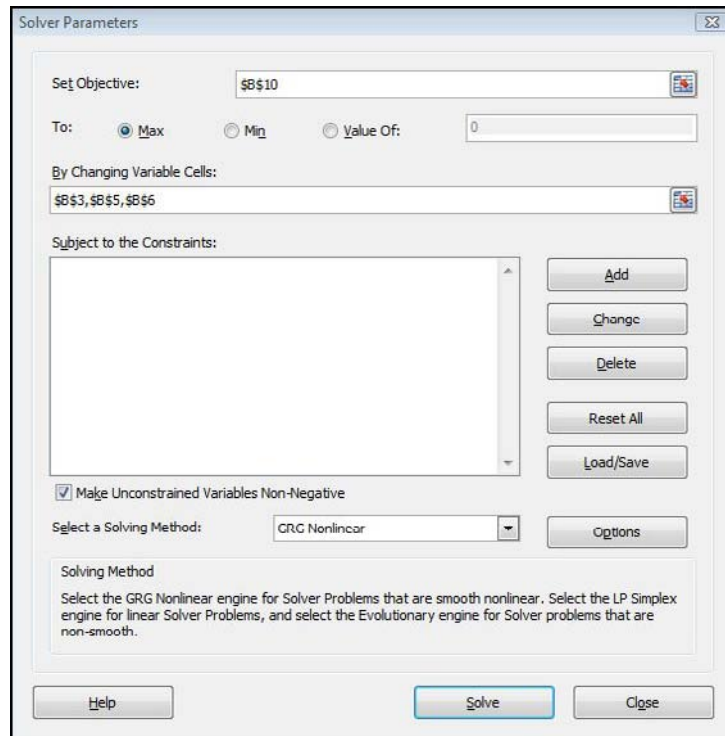 Solver Parameters
Set Objective: $B$10
To: Max Min Value Of: 0
By Changing Variable Cells:
$B$3,$B$5,$B$6
Subject to the Constraints:
Add
Change
Delete
Reset All
Load/Save
Make Unconstrained Variables Non-Negative
Select a Solving Method: GRG Nonlinear Options
Solving Method
Select the GRG Nonlinear engine for Solver Problems that are smooth nonlinear. Select the LP Simplex
engine for linear Solver Problems, and select the Evolutionary engine for Solver problems that are
non-smooth.
Help Solve Close